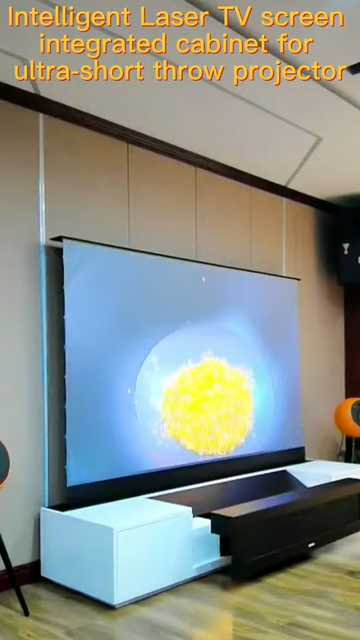 Intelligent Laser TV screen
integrated cabinet for
ultra-short throw projector